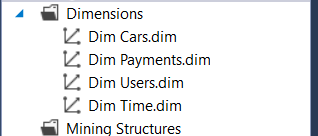 Dimensions
Dim Cars.dim
Dim Payments.dim
Dim Users.dim
Dim Time.dim
Mining Structures